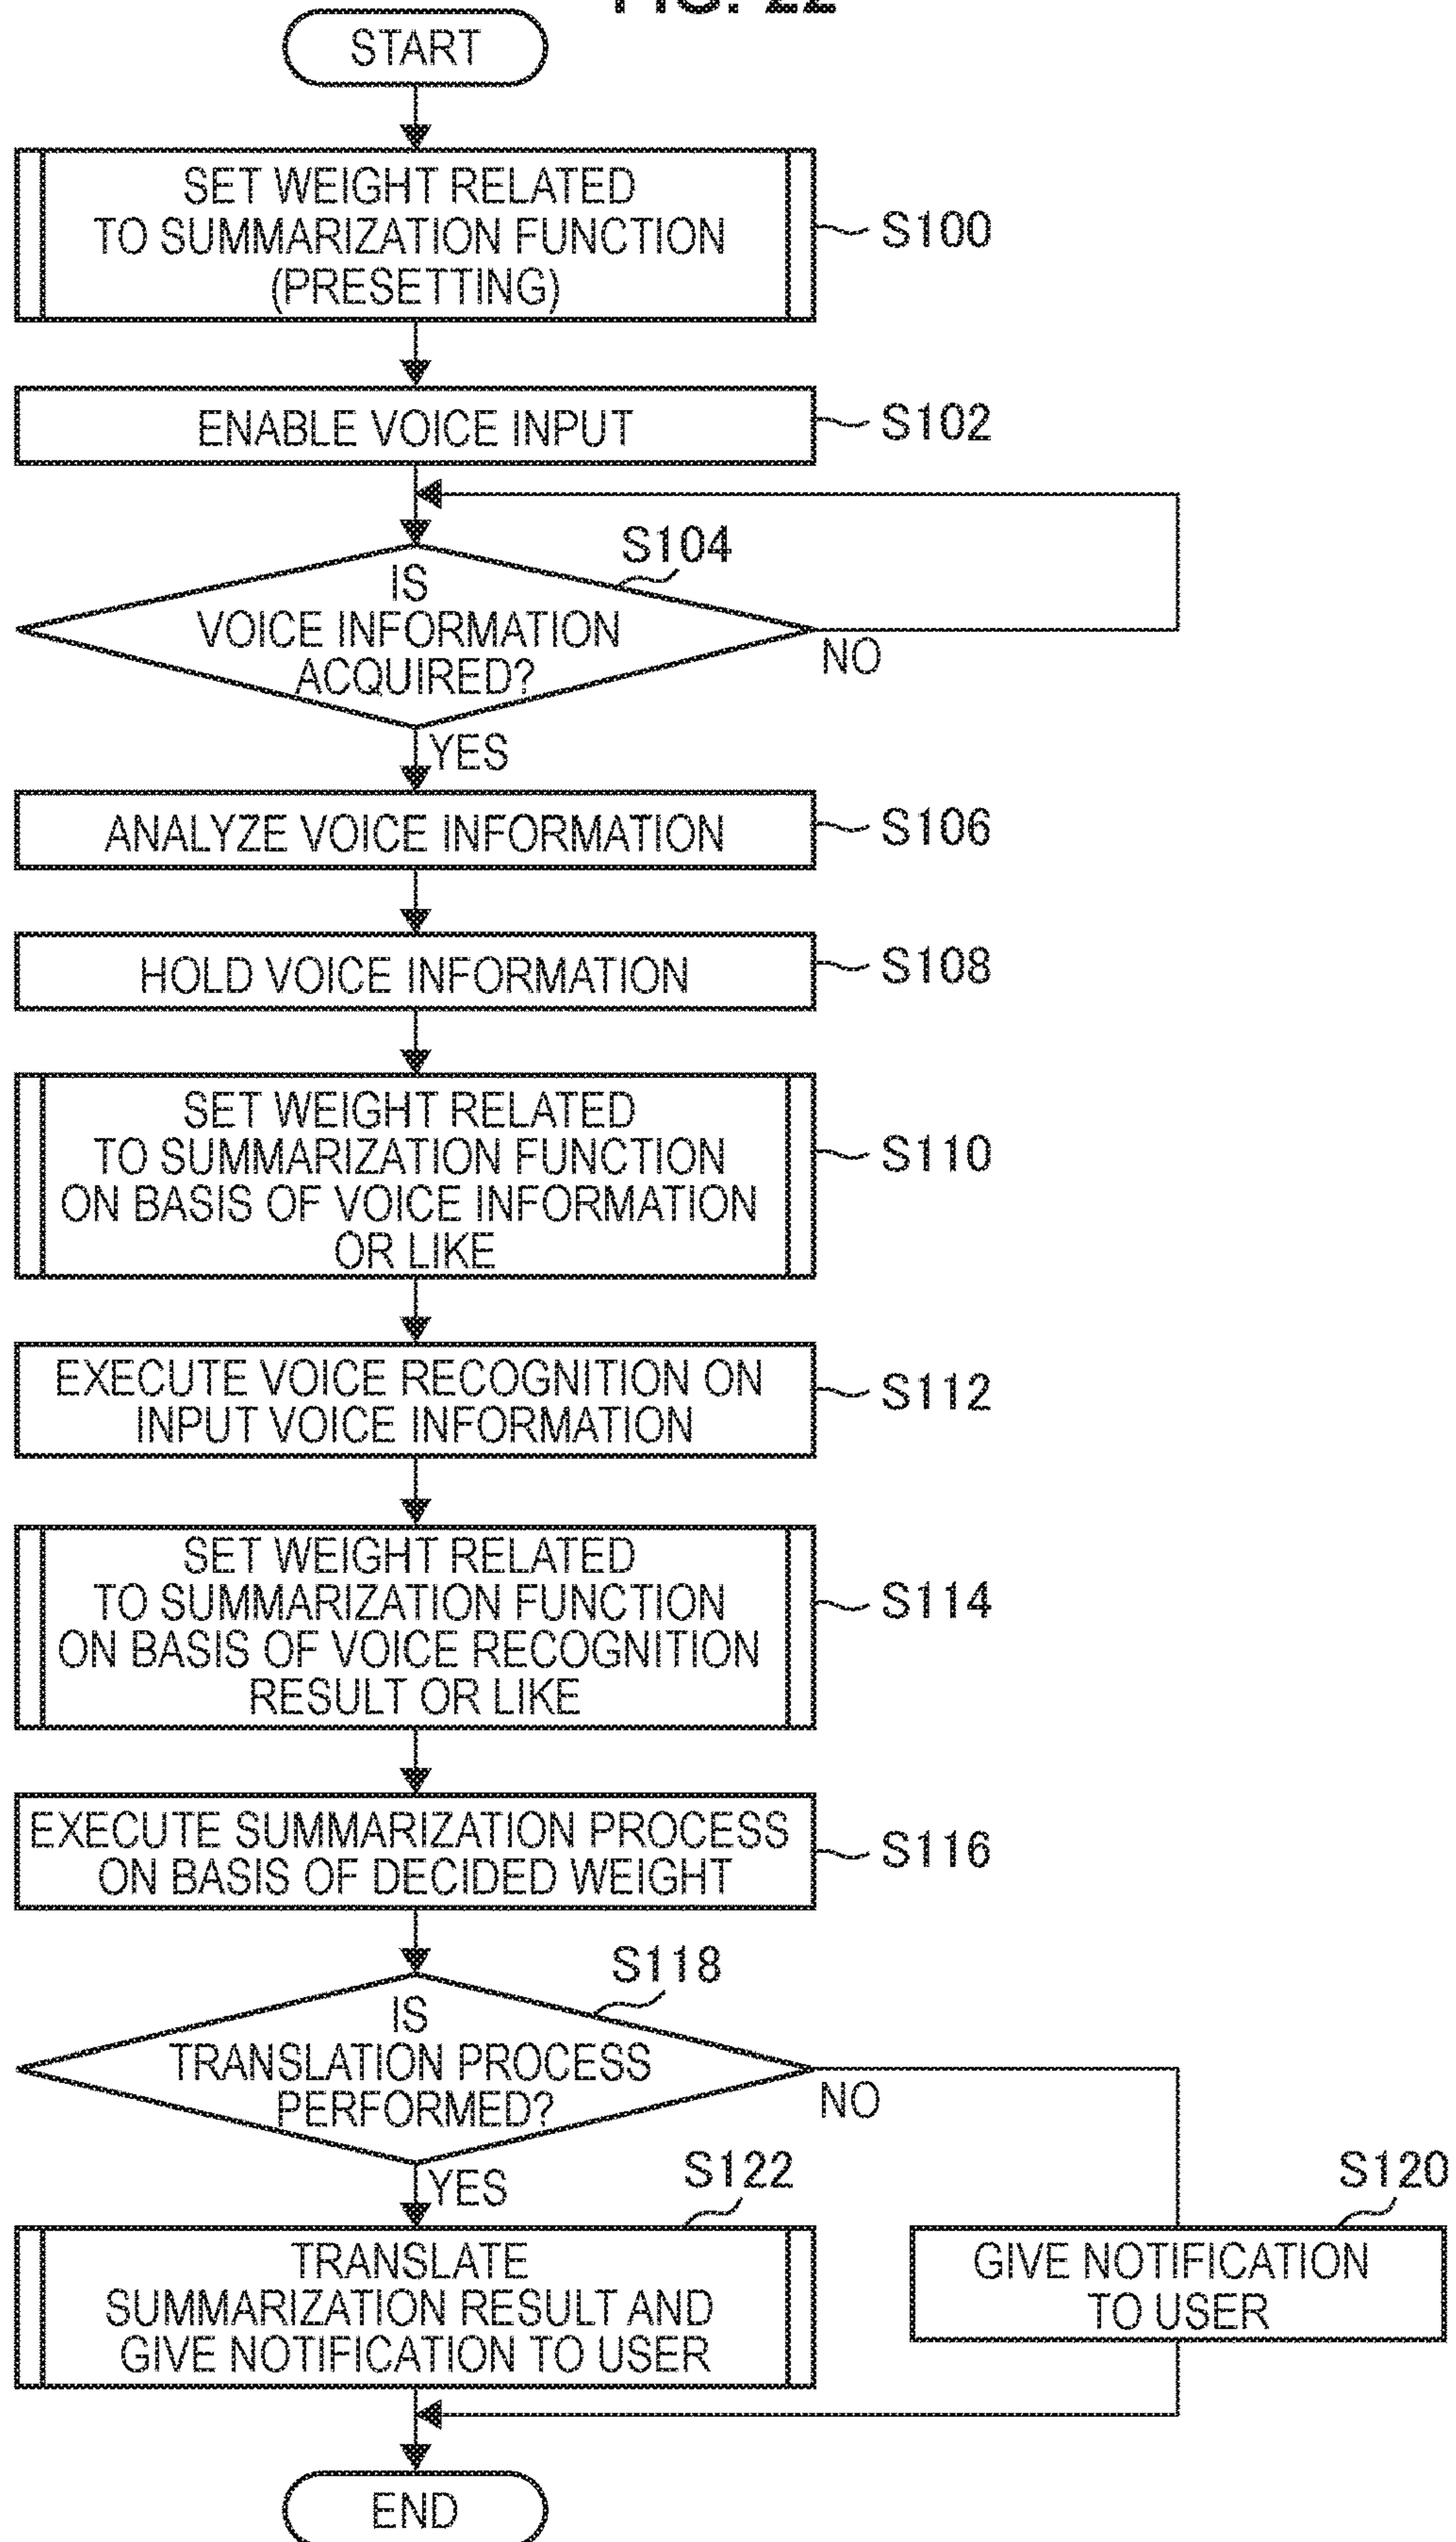 FIG. 22
START
SET WEIGHT RELATED
TO SUMMARIZATION FUNCTION
(PRESETTING)
S100
ENABLE VOICE INPUT
S102
S104
IS
VOICE INFORMATION
ACQUIRED?
NO
YES
ANALYZE VOICE INFORMATION
S106
HOLD VOICE INFORMATION
S108
SET WEIGHT RELATED
TO SUMMARIZATION FUNCTION
ON BASIS OF VOICE INFORMATION
OR LIKE
S110
EXECUTE VOICE RECOGNITION ON
INPUT VOICE INFORMATION
S112
SET WEIGHT RELATED
TO SUMMARIZATION FUNCTION
ON BASIS OF VOICE RECOGNITION
RESULT OR LIKE
S114
EXECUTE SUMMARIZATION PROCESS
ON BASIS OF DECIDED WEIGHT
S116
S118
IS
TRANSLATION PROCESS
PERFORMED?
NO
YES
S122
TRANSLATE
SUMMARIZATION RESULT AND
GIVE NOTIFICATION TO USER
S120
GIVE NOTIFICATION
TO USER
END